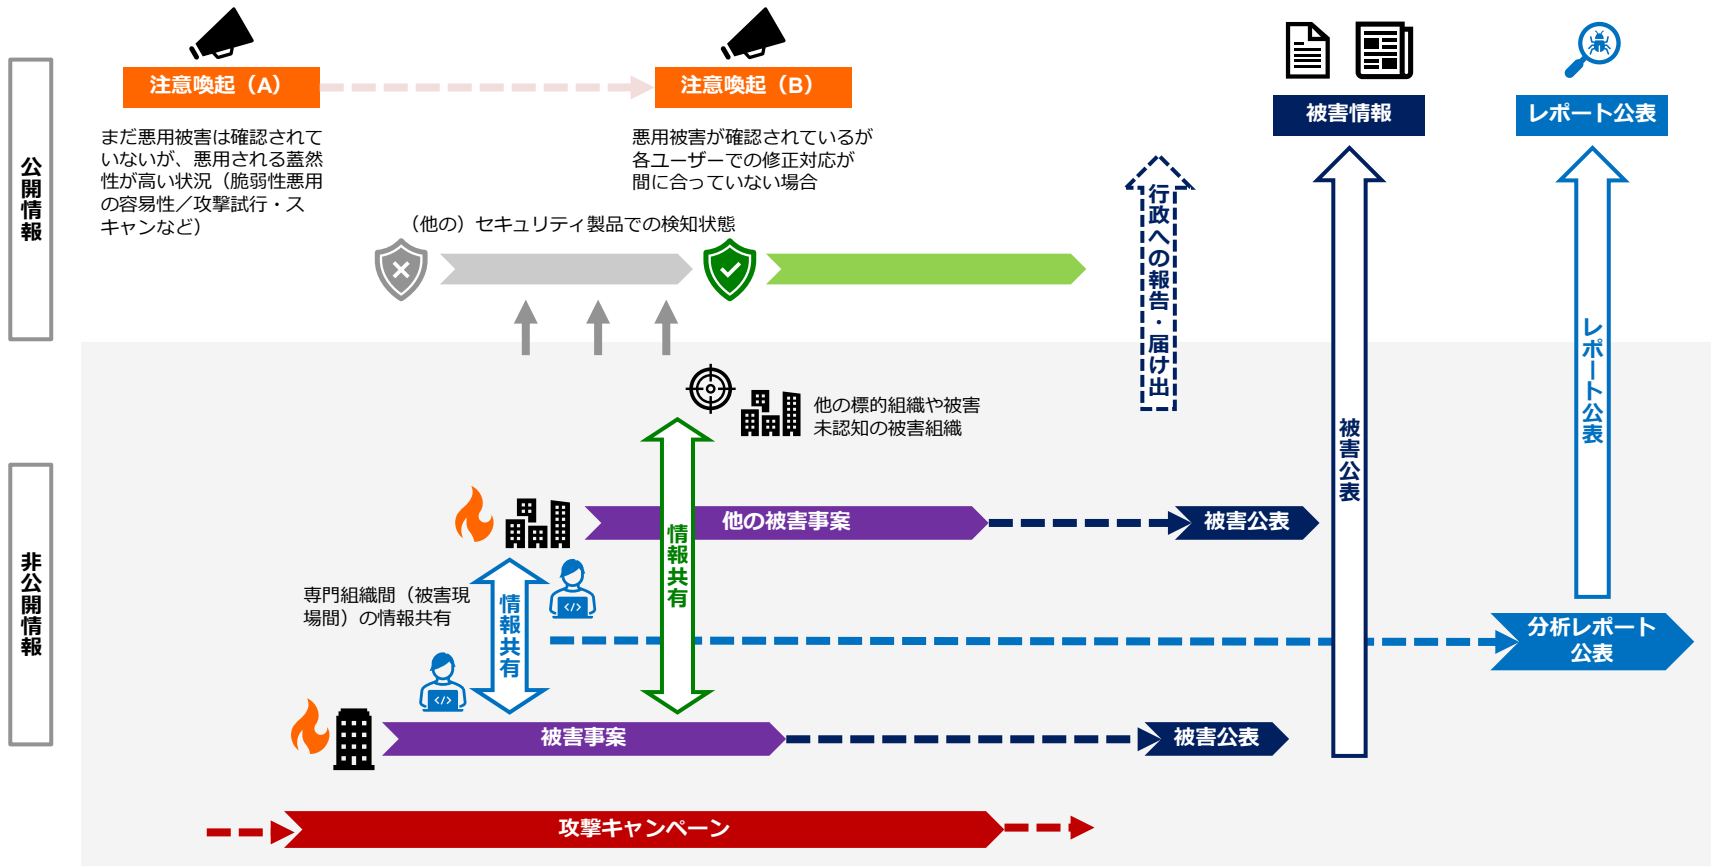 注意喚起（A）
注意喚起（B）
被害情報
レポート公表
公開情報
まだ悪用被害は確認されて
いないが、悪用される蓋然
性が高い状況（脆弱性悪用
の容易性／攻撃試行・ス
キャンなど）
悪用被害が確認されているが
各ユーザーでの修正対応が
間に合っていない場合
（他の）セキュリティ製品での検知状態
行政への報告・届け出
被害公表
レポート公表
非公開情報
他の標的組織や被害
未認知の被害組織
他の被害事案
被害公表
情報共有
専門組織間（被害現
場間）の情報共有
情報共有
分析レポート
公表
被害事案
被害公表
攻撃キャンペーン